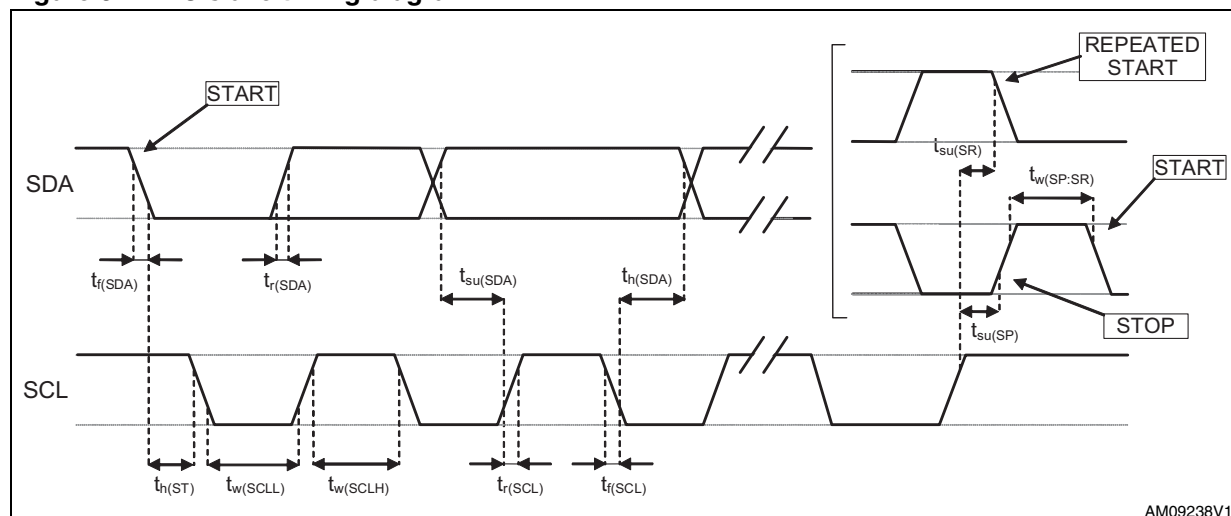 REPEATED
START
START
SDA
tsu(SR)
tw(SP:SR)
START
tf(SDA)
tr(SDA)
tsu(SDA)
th(SDA)
tsu(SP)
STOP
SCL
th(ST)
tw(SCLL)
tw(SCLH)
tr(SCL)
tf(SCL)
AM09238V1